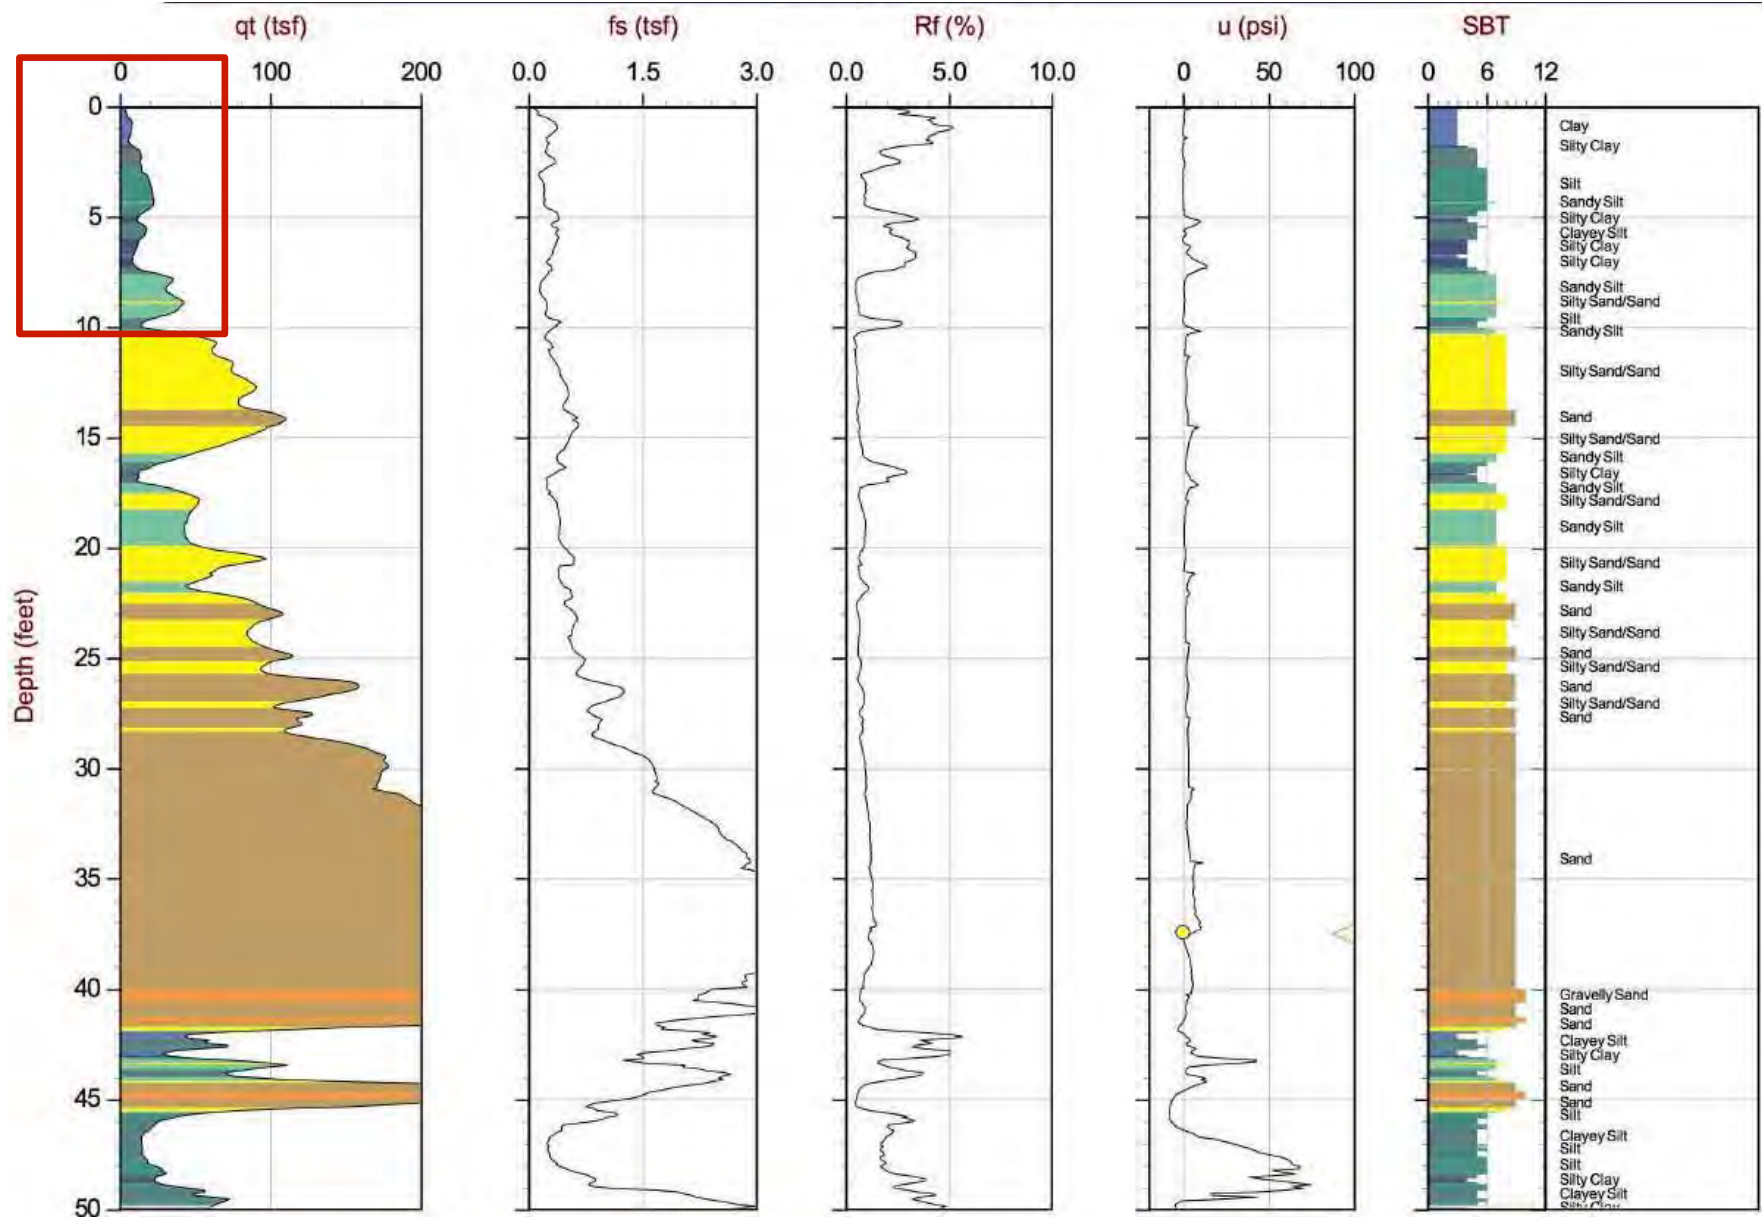 qt (tsf) fs (tsf) Rf (%) u (psi) SBT
0 100 200 0.0 1.5 3.0 0.0 5.0 10.0 0 50 100 0 6 12
0
Clay
Silty Clay
Silt
Sandy Silt
5
Silty Clay
Clayey Silt
Silty Clay
Silty Clay
Sandy Silt
Silty Sand/Sand
Silt
10
Sandy Silt
Silty Sand/Sand
Sand
15
Silty Sand/Sand
Sandy Silt
Silty Clay
Sandy Silt
Silty Sand/Sand
Sandy Silt
20
Silty Sand/Sand
Sandy Silt
Sand
Depth (feet)
Silty Sand/Sand
Sand
25
Silty Sand/Sand
Sand
Silty Sand/Sand
Sand
30
Sand
35
40
Gravelly Sand
Sand
Sand
Clayey Silt
Silty Clay
Silt
Sand
45
Sand
Silt
Clayey Silt
Silt
Silt
Silty Clay
Clayey Silt
Silty Clay
50